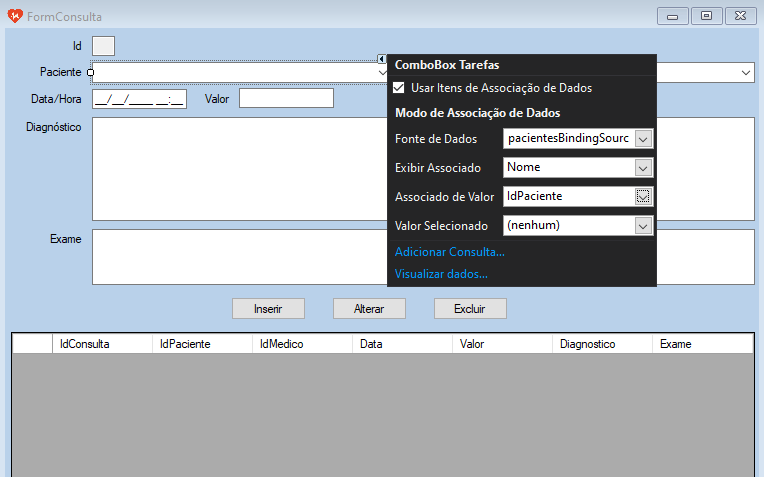 FormConsulta
Id
Paciente
Data/Hora __/__/____ __:__ Valor
Diagnóstico
Exame
ComboBox Tarefas
Usar Itens de Associação de Dados
Modo de Associação de Dados
Fonte de Dados pacientesBindingSourc
Exibir Associado Nome
Associado de Valor IdPaciente
Valor Selecionado (nenhum)
Adicionar Consulta...
Visualizar dados...
Inserir Alterar Excluir
IdConsulta IdPaciente IdMedico Data Valor Diagnostico Exame